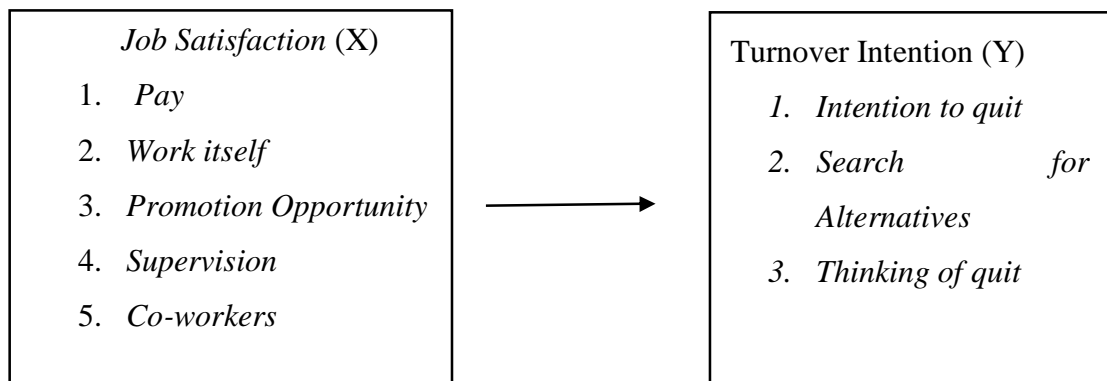 Job Satisfaction (X)
1. Pay
2. Work itself
3. Promotion Opportunity
4. Supervision
5. Co-workers
Turnover Intention (Y)
1. Intention to quit
2. Search for
Alternatives
3. Thinking of quit